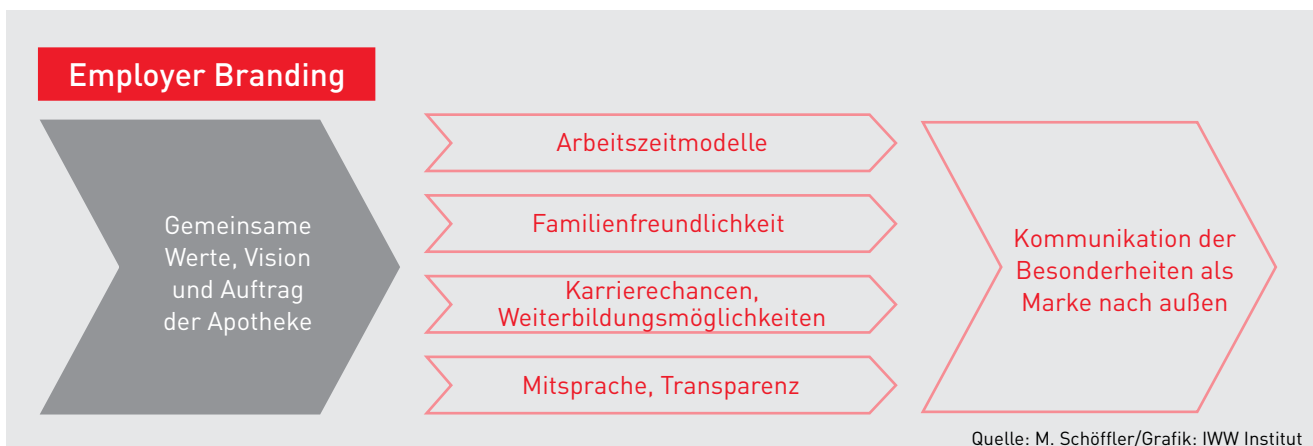 Employer Branding
Gemeinsame
Werte, Vision
und Auftrag
der Apotheke
Arbeitszeitmodelle
Familienfreundlichkeit
Karrierechancen,
Weiterbildungsmöglichkeiten
Mitsprache, Transparenz
Kommunikation der
Besonderheiten als
Marke nach außen
Quelle: M. Schöffler/Grafik: IWW Institut